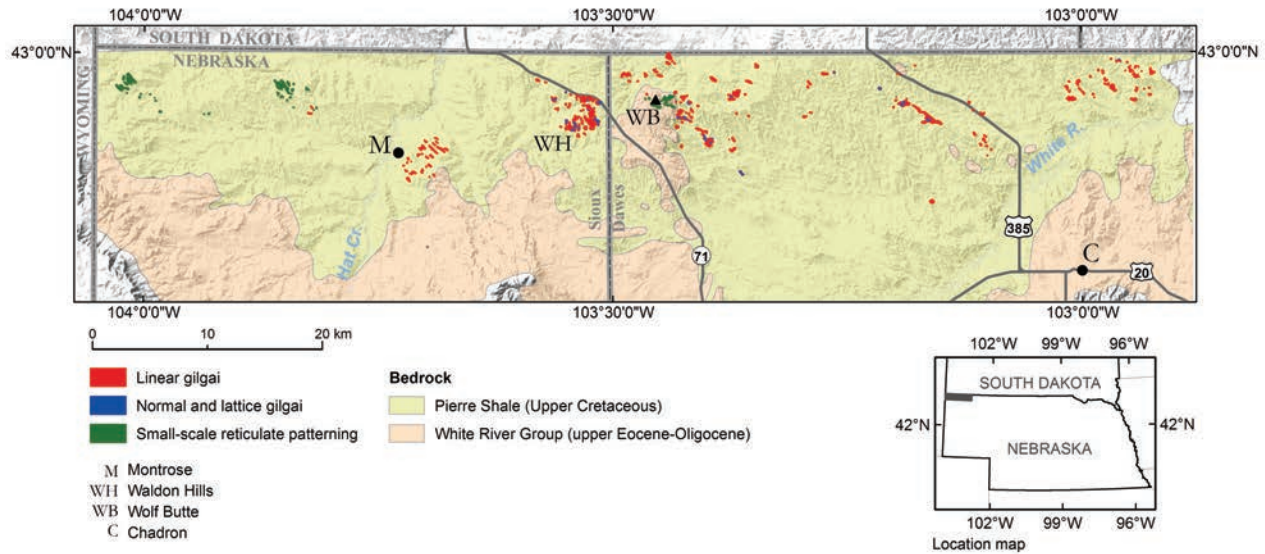 104°0'0"W 103°30'0"W 103°0'0"W
43°0'0"N SOUTH DAKOTA 43°0'0"N
NEBRASKA
WYOMING
WB
M
WH
White R.
Sioux
Dawes
Hat Cr.
385
71
C
20
104°0'0"W 103°30'0"W 103°0'0"W
0 10 20 km
Linear gilgai
Normal and lattice gilgai
Small-scale reticulate patterning
Bedrock
Pierre Shale (Upper Cretaceous)
White River Group (upper Eocene-Oligocene)
M Montrose
WH Waldon Hills
WB Wolf Butte
C Chadron
102°W 99°W 96°W
SOUTH DAKOTA
42°N 42°N
NEBRASKA
102°W 99°W 96°W
Location map